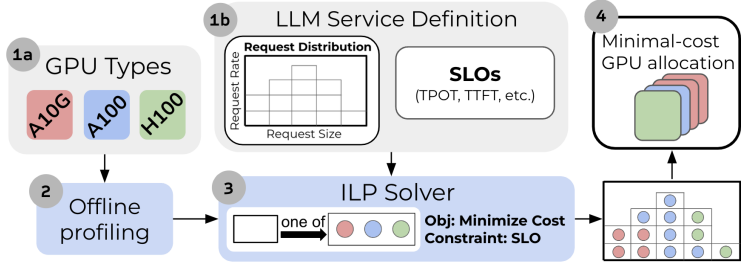 1a
GPU Types
A10G
A100
H100
1b
LLM Service Definition
Request Distribution
Request Rate
Request Size
SLOs
(TPOT, TTFT, etc.)
2
Offline
profiling
3
ILP Solver
one of
Obj: Minimize Cost
Constraint: SLO
4
Minimal-cost
GPU allocation